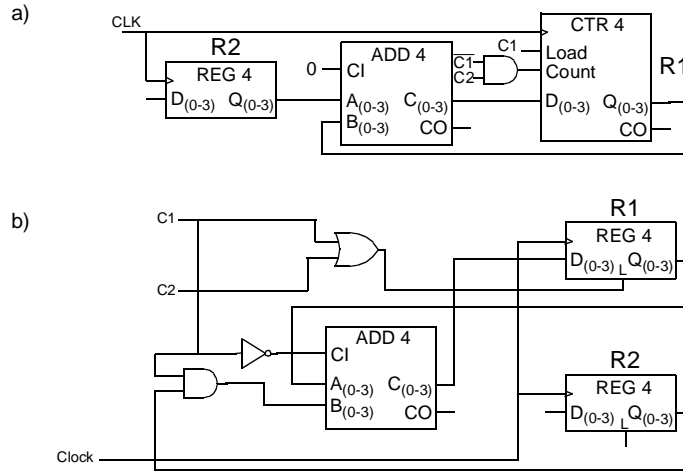 a)
CLK
R2
REG 4
D(0-3) Q(0-3)
0
ADD 4
CI
A(0-3) C(0-3)
B(0-3)
CO
C1
C2
C1
CTR 4
Load
Count
D(0-3) Q(0-3)
CO
R1
b)
C1
C2
R1
REG 4
D(0-3) L Q(0-3)
ADD 4
CI
A(0-3) C(0-3)
B(0-3)
CO
R2
REG 4
D(0-3) L Q(0-3)
Clock